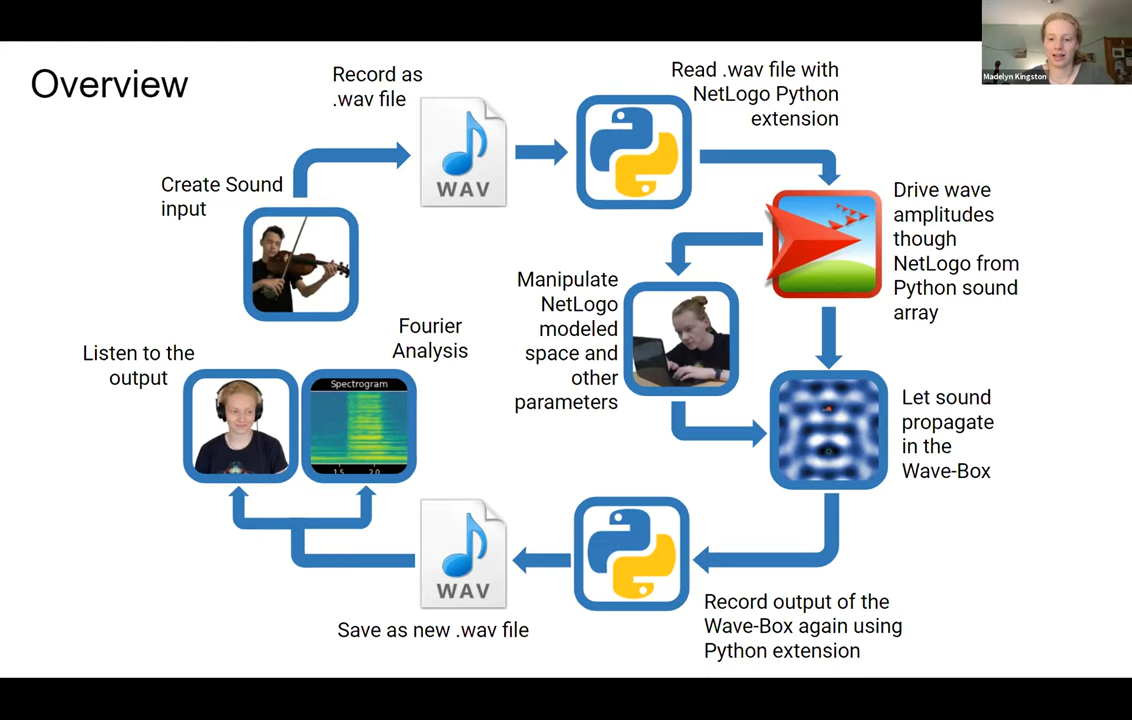 Overview
Madelyn Kingston
Record as
.wav file
Read .wav file with
NetLogo Python
extension
WAV
Create Sound
input
Drive wave
amplitudes
though
NetLogo from
Python sound
array
Manipulate
NetLogo
modeled
space and
other
parameters
Fourier
Analysis
Listen to the
output
Spectrogram
1.5 2.0
Let sound
propagate
in the
Wave-Box
WAV
Save as new .wav file
Record output of the
Wave-Box again using
Python extension